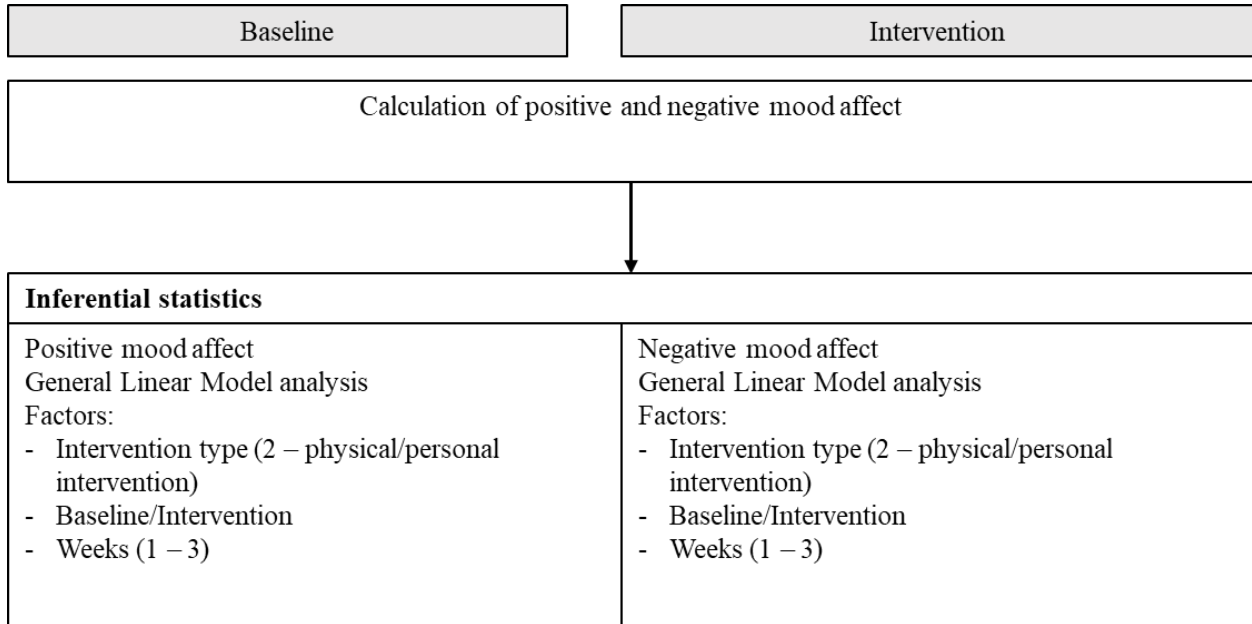 Baseline
Intervention
Calculation of positive and negative mood affect
Inferential statistics
Positive mood affect
General Linear Model analysis
Factors:
- Intervention type (2 – physical/personal
intervention)
- Baseline/Intervention
- Weeks (1 – 3)
Negative mood affect
General Linear Model analysis
Factors:
- Intervention type (2 – physical/personal
intervention)
- Baseline/Intervention
- Weeks (1 – 3)